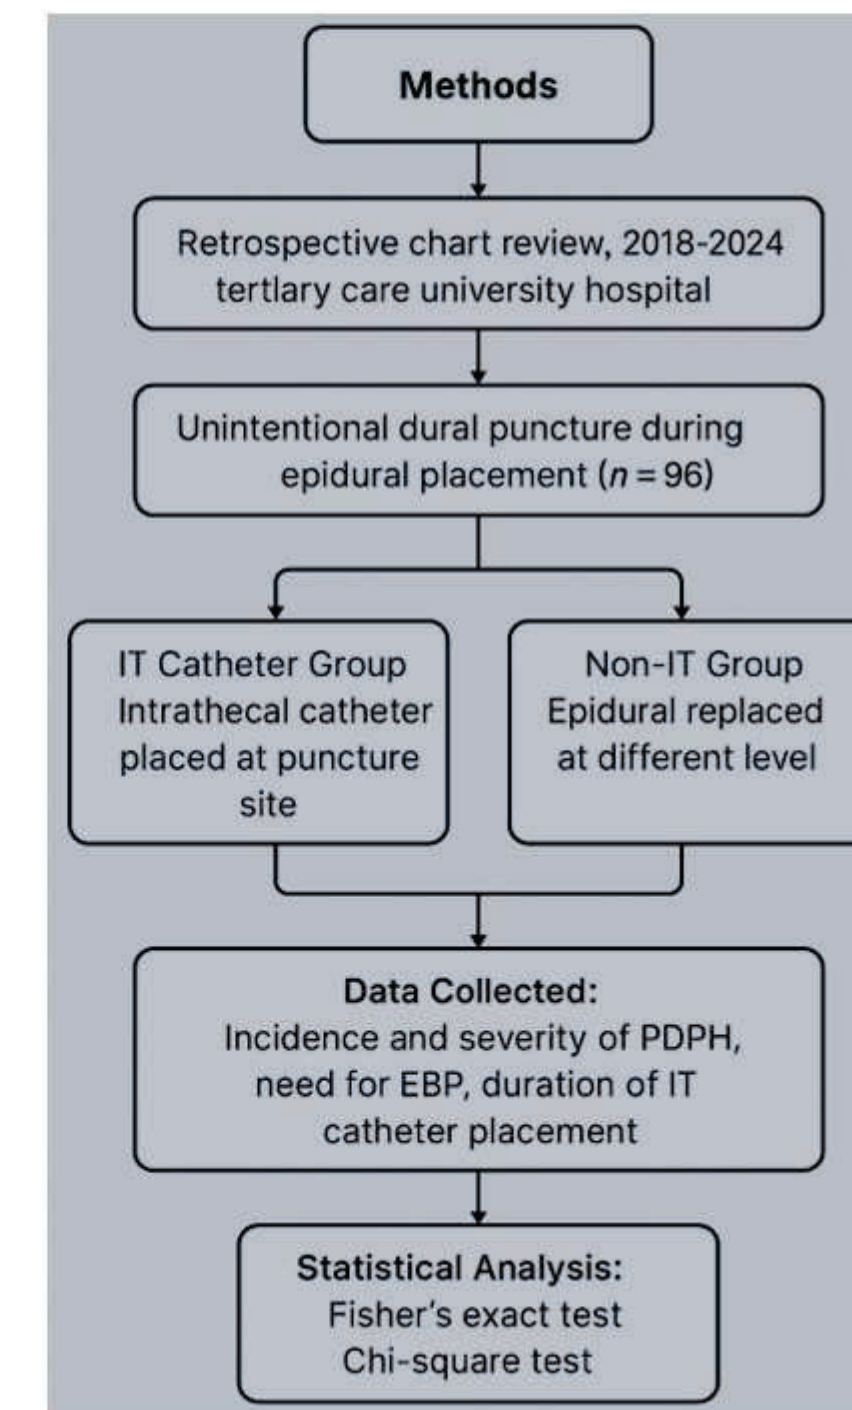 Methods
Retrospective chart review, 2018-2024
tertlary care university hospital
Unintentional dural puncture during
epidural placement (n = 96)
IT Catheter Group
Intrathecal catheter
placed at puncture
site
Non-IT Group
Epidural replaced
at different level
Data Collected:
Incidence and severity of PDPH,
need for EBP, duration of IT
catheter placement
Statistical Analysis:
Fisher's exact test
Chi-square test